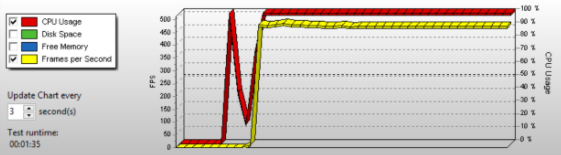 CPU Usage
Disk Space
Free Memory
Frames per Second
Update Chart every
3 second(s)
Test runtime:
00:01:35
FPS
500
450
400
350
300
250
200
150
100
50
0
100 %
90 %
80 %
70 %
60 %
50 %
40 %
30 %
20 %
10 %
0 %
CPU Usage